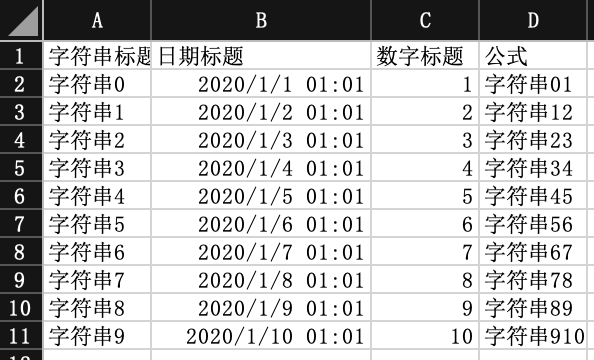 A B C D
1 字符串标题 日期标题 数字标题 公式
2 字符串0 2020/1/1 01:01 1 字符串01
3 字符串1 2020/1/2 01:01 2 字符串12
4 字符串2 2020/1/3 01:01 3 字符串23
5 字符串3 2020/1/4 01:01 4 字符串34
6 字符串4 2020/1/5 01:01 5 字符串45
7 字符串5 2020/1/6 01:01 6 字符串56
8 字符串6 2020/1/7 01:01 7 字符串67
9 字符串7 2020/1/8 01:01 8 字符串78
10 字符串8 2020/1/9 01:01 9 字符串89
11 字符串9 2020/1/10 01:01 10 字符串910